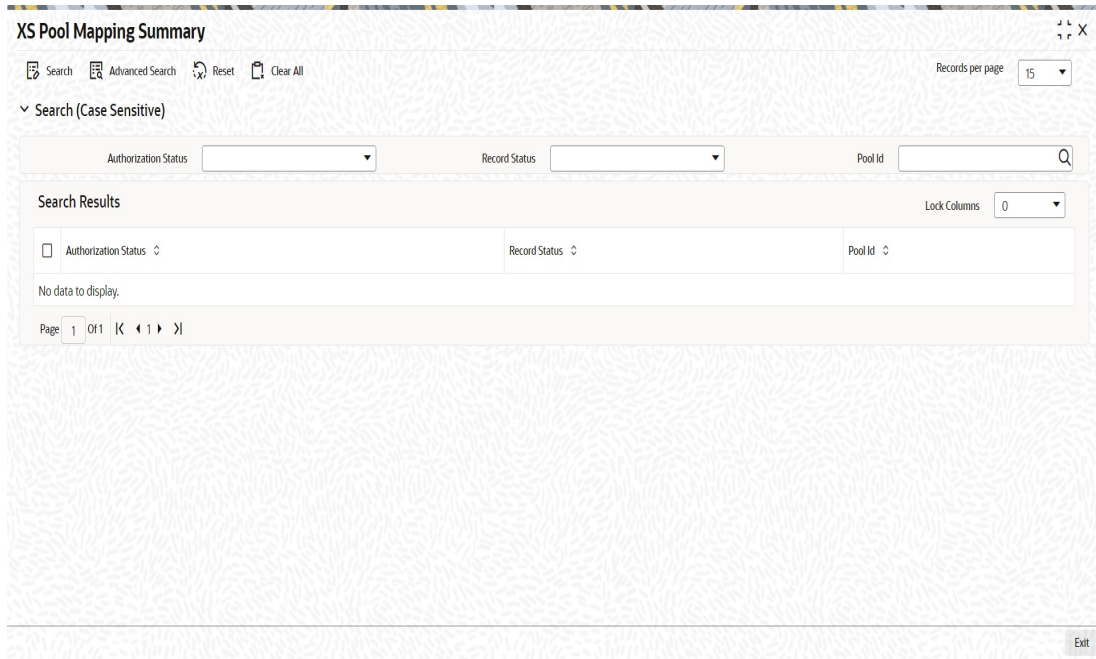 XS Pool Mapping Summary
Search Advanced Search Reset Clear All Records per page 15
Search (Case Sensitive)
Authorization Status Record Status Pool Id
Search Results Lock Columns 0
Authorization Status Record Status Pool Id
No data to display.
Page 1 Of 1 1
Exit